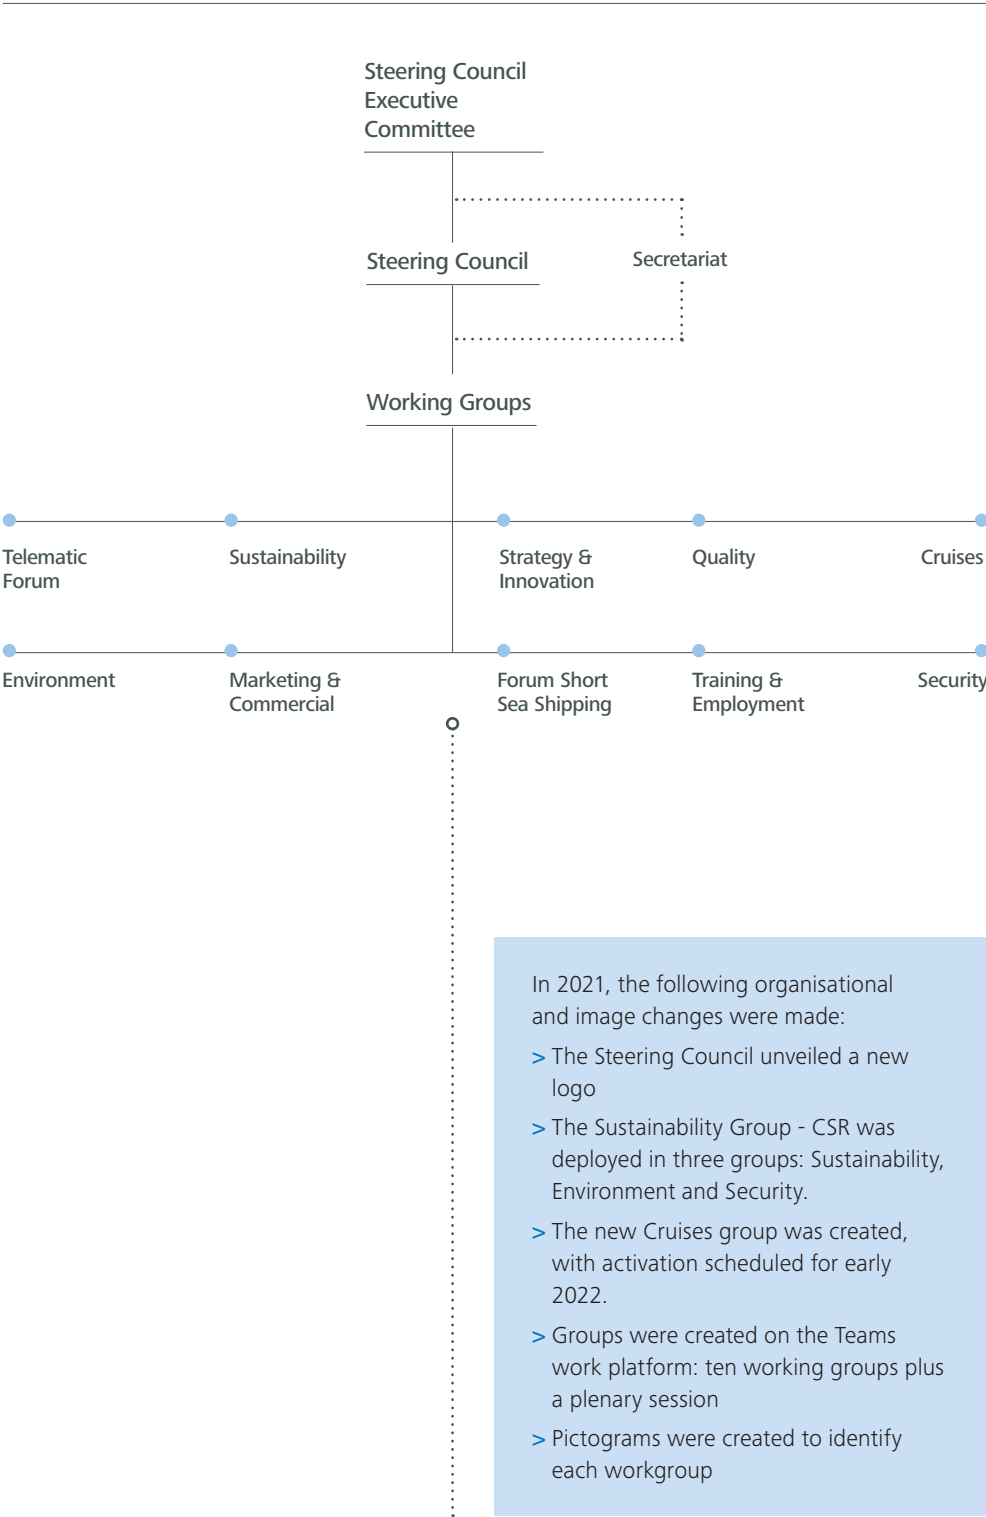 Steering Council
Executive
Committee
Steering Council
Secretariat
Working Groups
Telematic
Forum
Sustainability
Strategy &
Innovation
Quality
Cruises
Environment
Marketing &
Commercial
Forum Short
Sea Shipping
Training &
Employment
Security
In 2021, the following organisational
and image changes were made:
> The Steering Council unveiled a new
logo
> The Sustainability Group - CSR was
deployed in three groups: Sustainability,
Environment and Security.
> The new Cruises group was created,
with activation scheduled for early
2022.
> Groups were created on the Teams
work platform: ten working groups plus
a plenary session
> Pictograms were created to identify
each workgroup